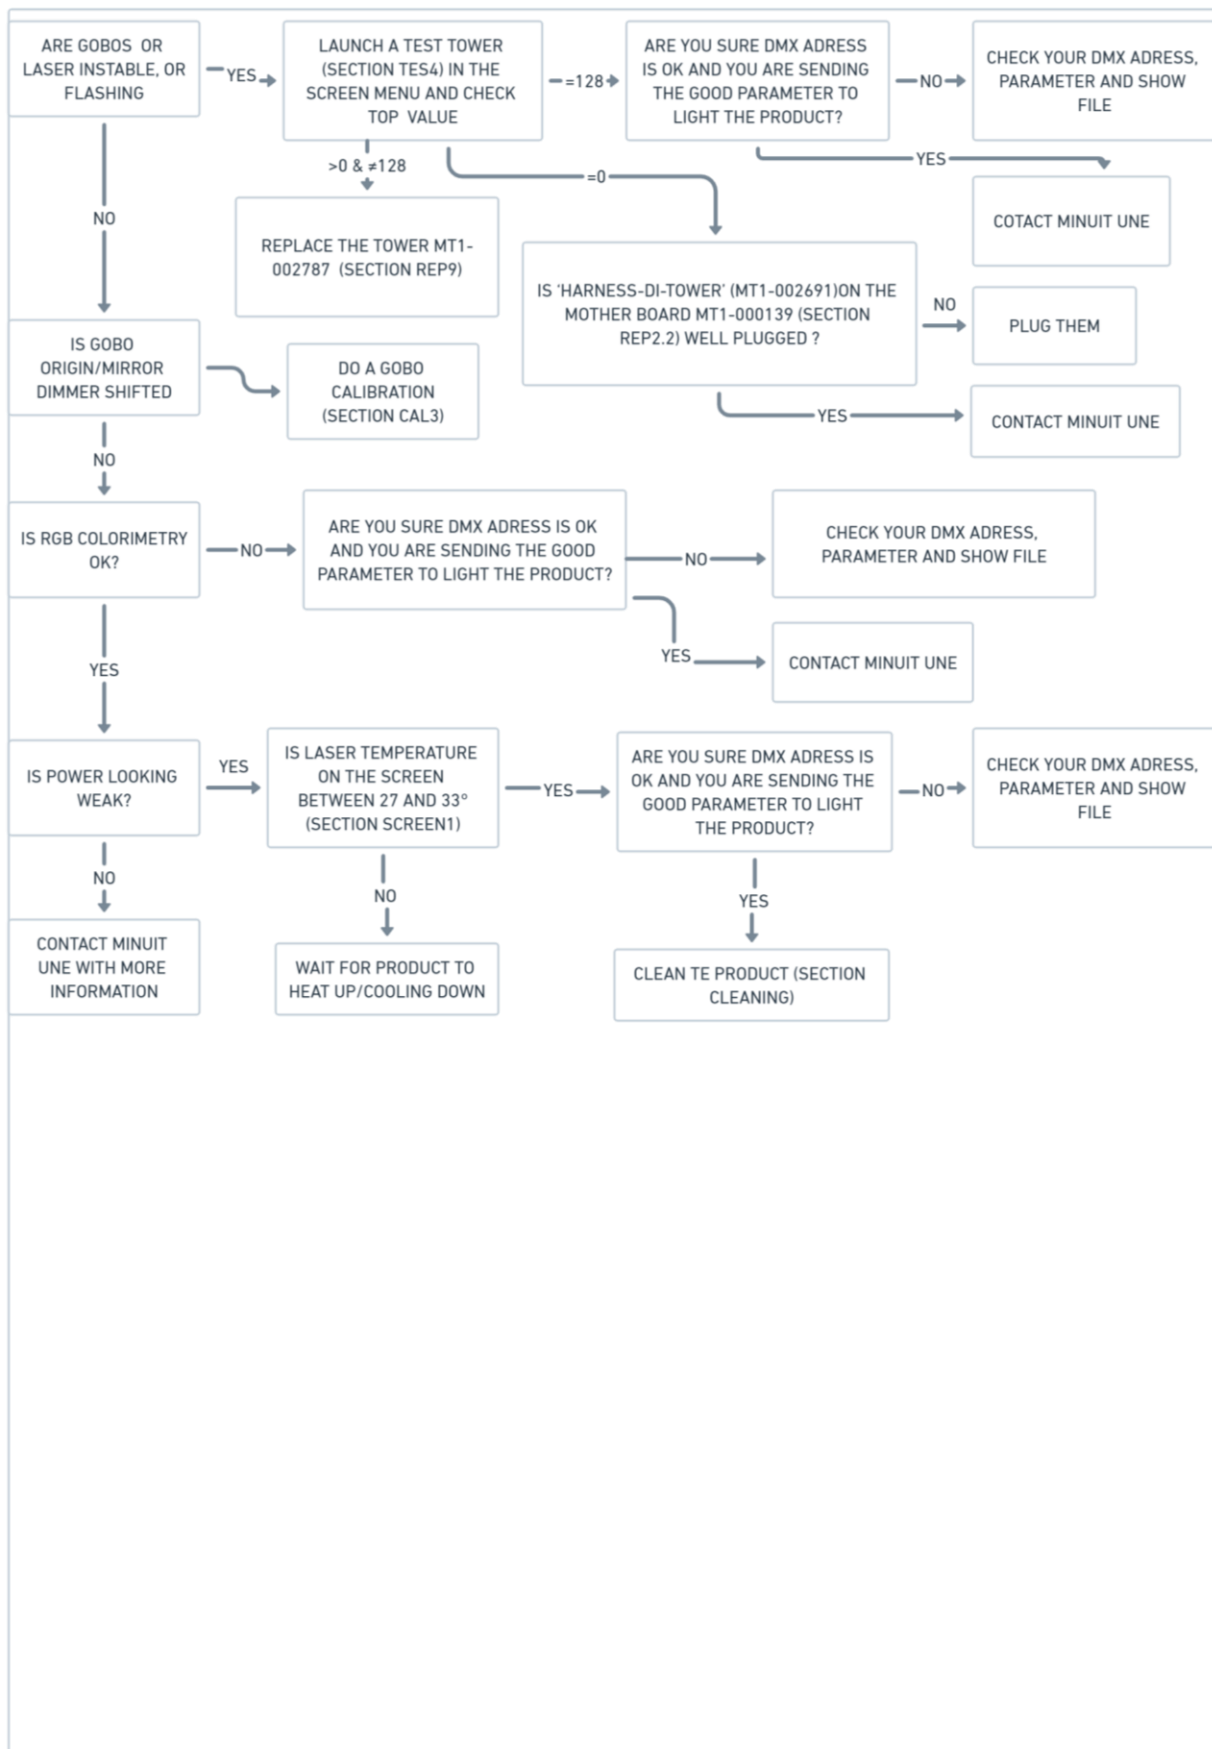 ARE GOBOS OR
LASER INSTABLE, OR
FLASHING
YES
LAUNCH A TEST TOWER
(SECTION TES4) IN THE
SCREEN MENU AND CHECK
TOP VALUE
=128
ARE YOU SURE DMX ADRESS
IS OK AND YOU ARE SENDING
THE GOOD PARAMETER TO
LIGHT THE PRODUCT?
NO
CHECK YOUR DMX ADRESS,
PARAMETER AND SHOW
FILE
>0 & ≠128
=0
YES
NO
REPLACE THE TOWER MT1-
002787 (SECTION REP9)
COTACT MINUIT UNE
IS 'HARNESS-DI-TOWER' (MT1-002691)ON THE
MOTHER BOARD MT1-000139 (SECTION
REP2.2) WELL PLUGGED ?
NO
PLUG THEM
YES
CONTACT MINUIT UNE
IS GOBO
ORIGIN/MIRROR
DIMMER SHIFTED
DO A GOBO
CALIBRATION
(SECTION CAL3)
NO
IS RGB COLORIMETRY
OK?
NO
ARE YOU SURE DMX ADRESS IS OK
AND YOU ARE SENDING THE GOOD
PARAMETER TO LIGHT THE PRODUCT?
NO
CHECK YOUR DMX ADRESS,
PARAMETER AND SHOW FILE
YES
CONTACT MINUIT UNE
YES
IS POWER LOOKING
WEAK?
YES
IS LASER TEMPERATURE
ON THE SCREEN
BETWEEN 27 AND 33°
(SECTION SCREEN1)
YES
ARE YOU SURE DMX ADRESS IS
OK AND YOU ARE SENDING THE
GOOD PARAMETER TO LIGHT
THE PRODUCT?
NO
CHECK YOUR DMX ADRESS,
PARAMETER AND SHOW
FILE
NO
NO
YES
CONTACT MINUIT
UNE WITH MORE
INFORMATION
WAIT FOR PRODUCT TO
HEAT UP/COOLING DOWN
CLEAN TE PRODUCT (SECTION
CLEANING)